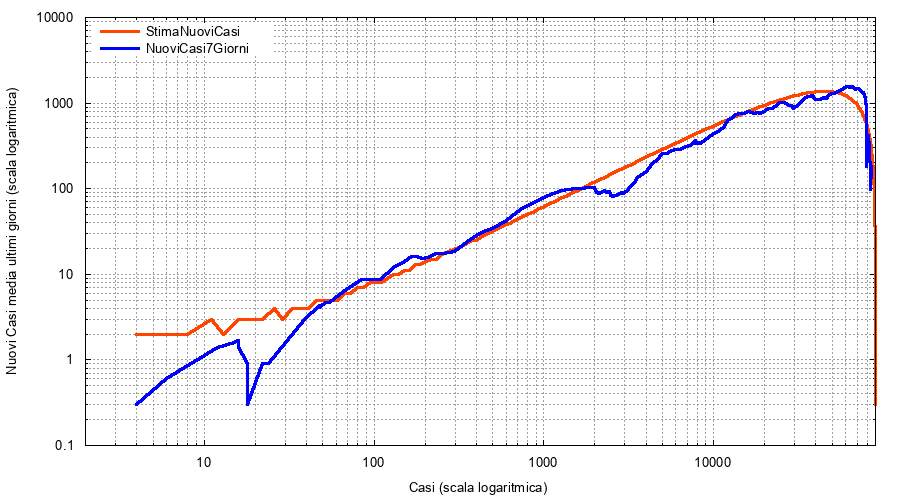 10000
StimaNuoviCasi
NuoviCasi7Giorni
1000
100
10
1
0.1
Nuovi Casi media ultimi giorni (scala logaritmica)
10
100
1000
10000
Casi (scala logaritmica)